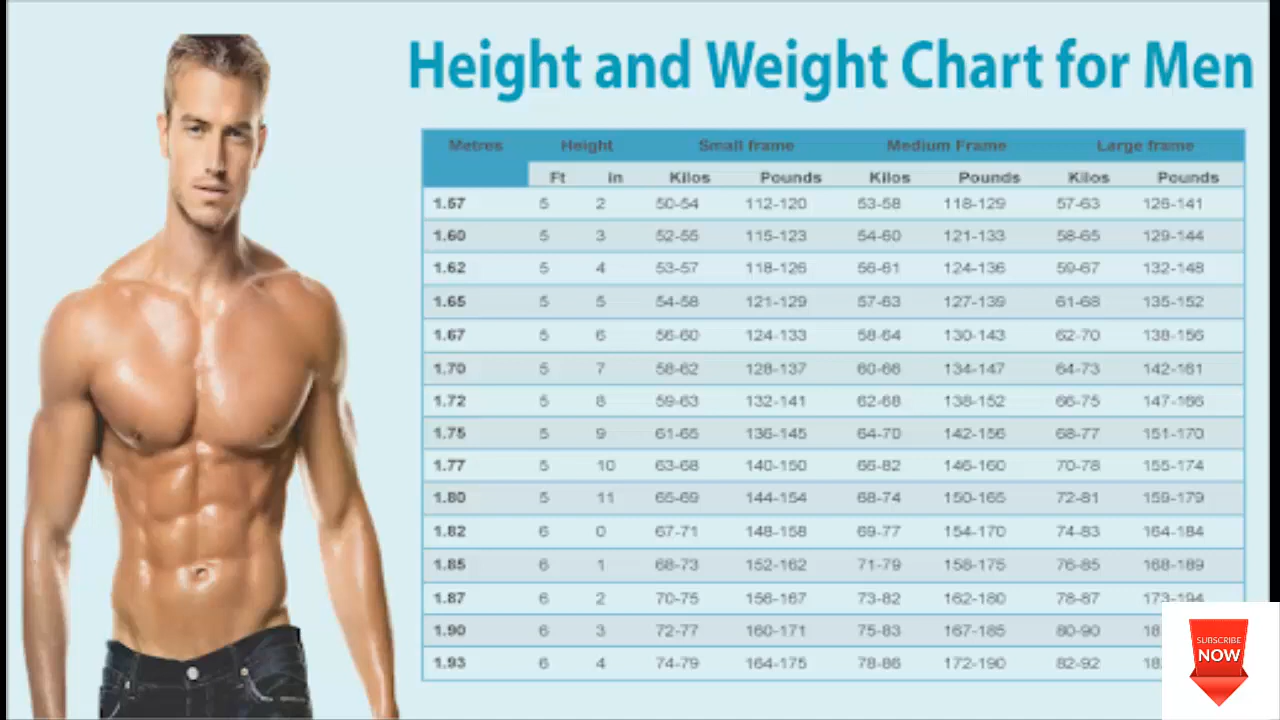 Height and Weight Chart for Men
Metres Height Small frame Medium Frame Large frame
Ft in Kilos Pounds Kilos Pounds Kilos Pounds
1.57 5 2 50-54 112-120 53-58 118-129 57-63 126-141
1.60 5 3 52-55 115-123 54-60 121-133 58-65 129-144
1.62 5 4 53-57 118-126 56-61 124-136 59-67 132-148
1.65 5 5 54-58 121-129 57-63 127-139 61-68 135-152
1.67 5 6 56-60 124-133 58-64 130-143 62-70 138-156
1.70 5 7 58-62 128-137 60-66 134-147 64-73 142-161
1.72 5 8 59-63 132-141 62-68 138-152 66-75 147-166
1.75 5 9 61-65 136-145 64-70 142-156 68-77 151-170
1.77 5 10 63-68 140-150 66-82 146-160 70-78 155-174
1.80 5 11 65-69 144-154 68-74 150-165 72-81 159-179
1.82 6 0 67-71 148-158 69-77 154-170 74-83 164-184
1.85 6 1 68-73 152-162 71-79 158-175 76-85 168-189
1.87 6 2 70-75 156-167 73-82 162-180 78-87 173-194
1.90 6 3 72-77 160-171 75-83 167-185 80-90
1.93 6 4 74-79 164-175 78-86 172-190 82-92
SUBSCRIBE
NOW